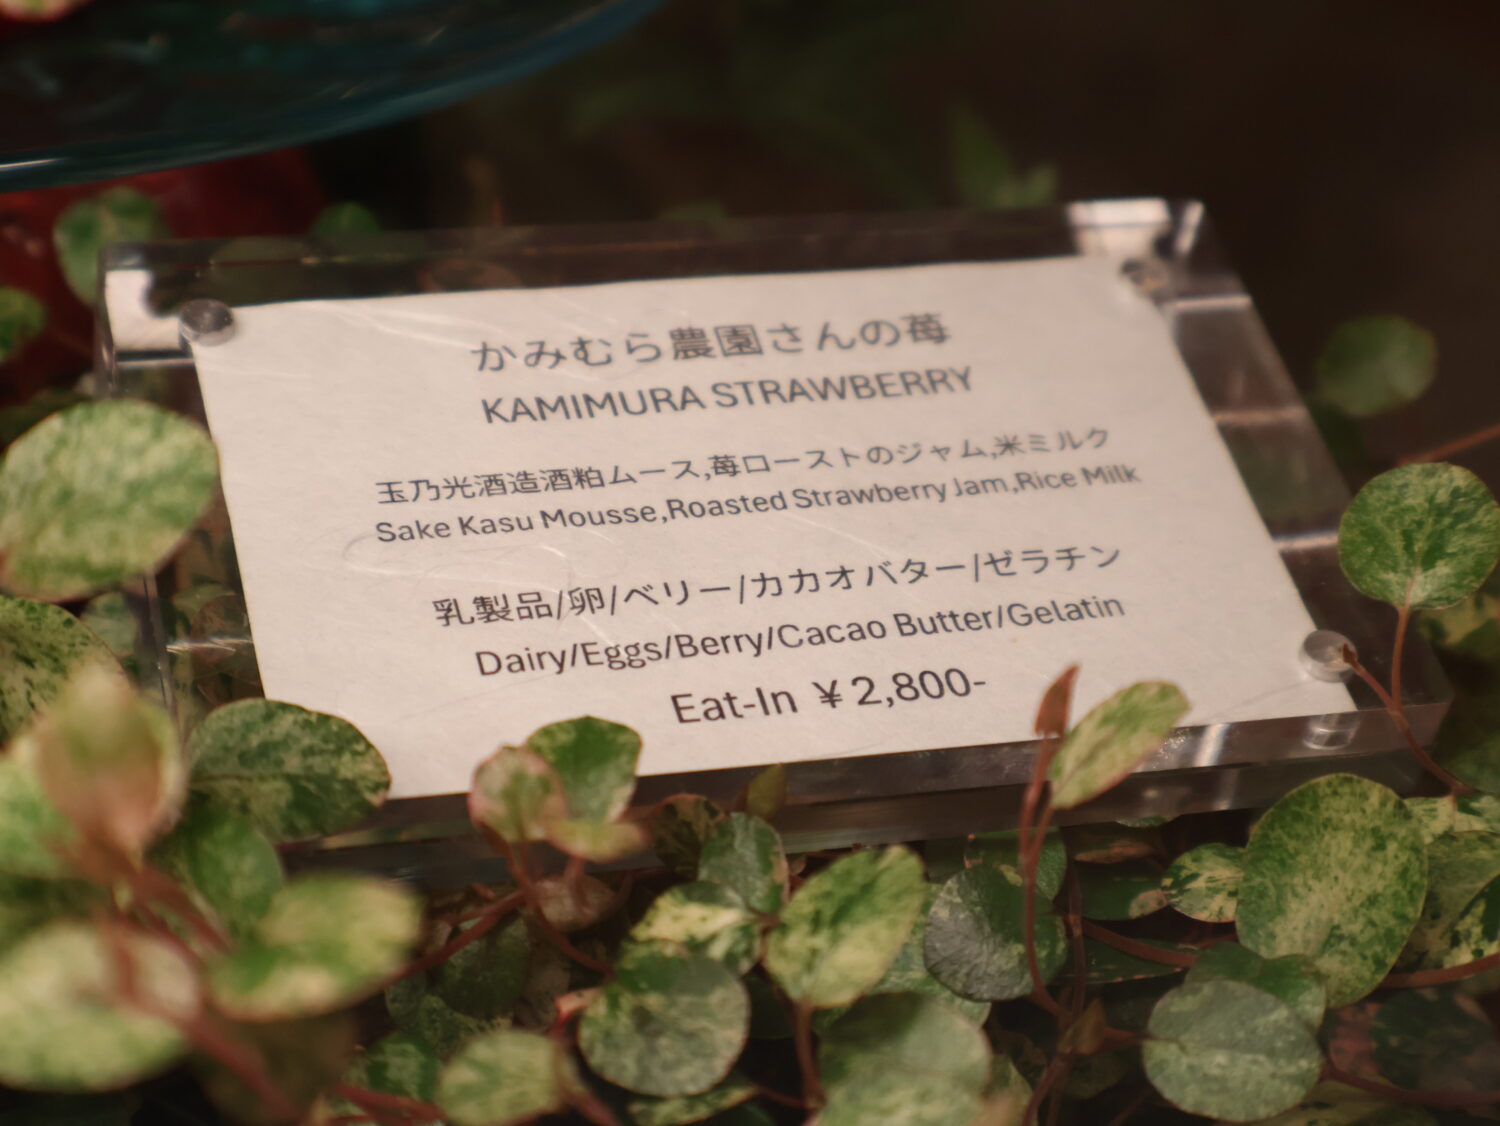 かみむら農園さんの苺
KAMIMURA STRAWBERRY
玉乃光酒造酒粕ムース,苺ローストのジャム,米ミルク
Sake Kasu Mousse,Roasted Strawberry Jam,Rice Milk
乳製品/卵/ベリー/カカオバター/ゼラチン
Dairy/Eggs/Berry/Cacao Butter/Gelatin
Eat-In ￥2,800-